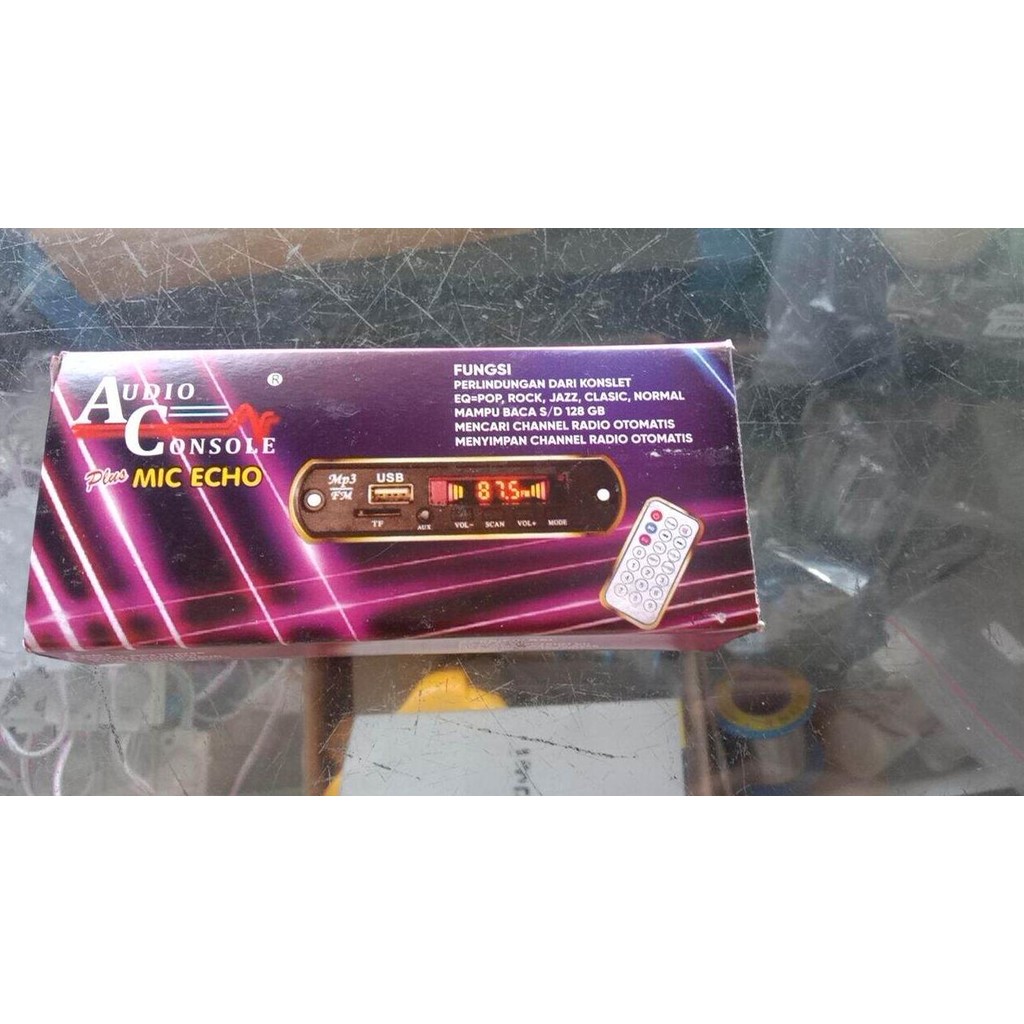 AUDIO
CONSOLE
®
Plus MIC ECHO
FUNGSI
PERLINDUNGAN DARI KONSLET
EQ=POP, ROCK, JAZZ, CLASIC, NORMAL
MAMPU BACA S/D 128 GB
MENCARI CHANNEL RADIO OTOMATIS
MENYIMPAN CHANNEL RADIO OTOMATIS
Mp3
FM
USB
87.5
TF
AUX
VOL-
SCAN
VOL+
MODE